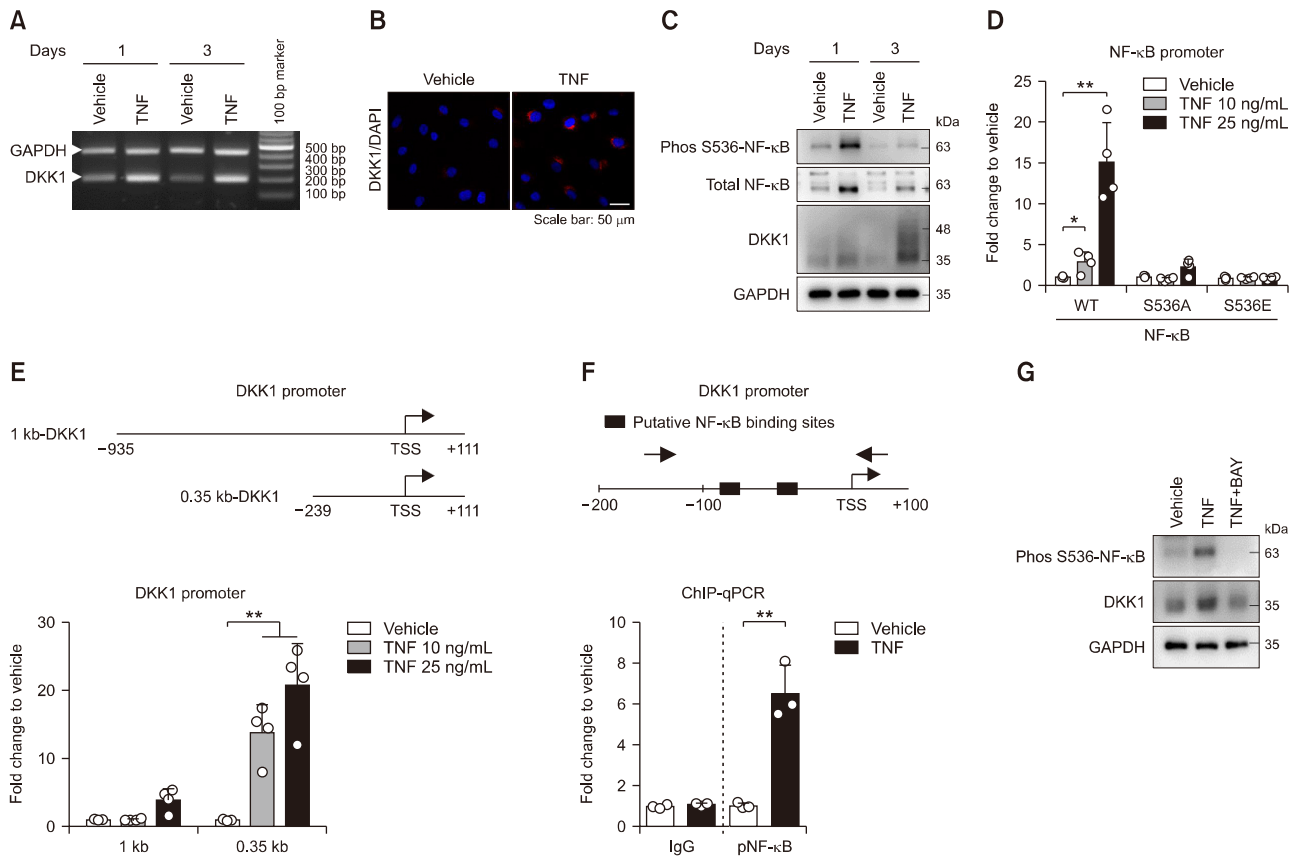 A
Days
1
3
Vehicle
TNF
Vehicle
TNF
100 bp marker
GAPDH
DKK1
500 bp
400 bp
300 bp
200 bp
100 bp
B
Vehicle
TNF
DKK1/DAPI
Scale bar: 50 μm
C
Days
1
3
Vehicle
TNF
Vehicle
TNF
kDa
Phos S536-NF-κB
63
Total NF-κB
63
DKK1
48
35
GAPDH
35
D
NF-κB promoter
Fold change to vehicle
25
20
15
10
5
0
**
*
Vehicle
TNF 10 ng/mL
TNF 25 ng/mL
WT
S536A
S536E
NF-κB
E
DKK1 promoter
1 kb-DKK1
−935
TSS
+111
0.35 kb-DKK1
−239
TSS
+111
DKK1 promoter
Fold change to vehicle
30
20
10
0
**
Vehicle
TNF 10 ng/mL
TNF 25 ng/mL
1 kb
0.35 kb
F
DKK1 promoter
Putative NF-κB binding sites
−200
−100
TSS
+100
ChIP-qPCR
Fold change to vehicle
10
8
6
4
2
0
**
Vehicle
TNF
IgG
pNF-κB
G
Vehicle
TNF
TNF+BAY
kDa
Phos S536-NF-κB
63
DKK1
35
GAPDH
35